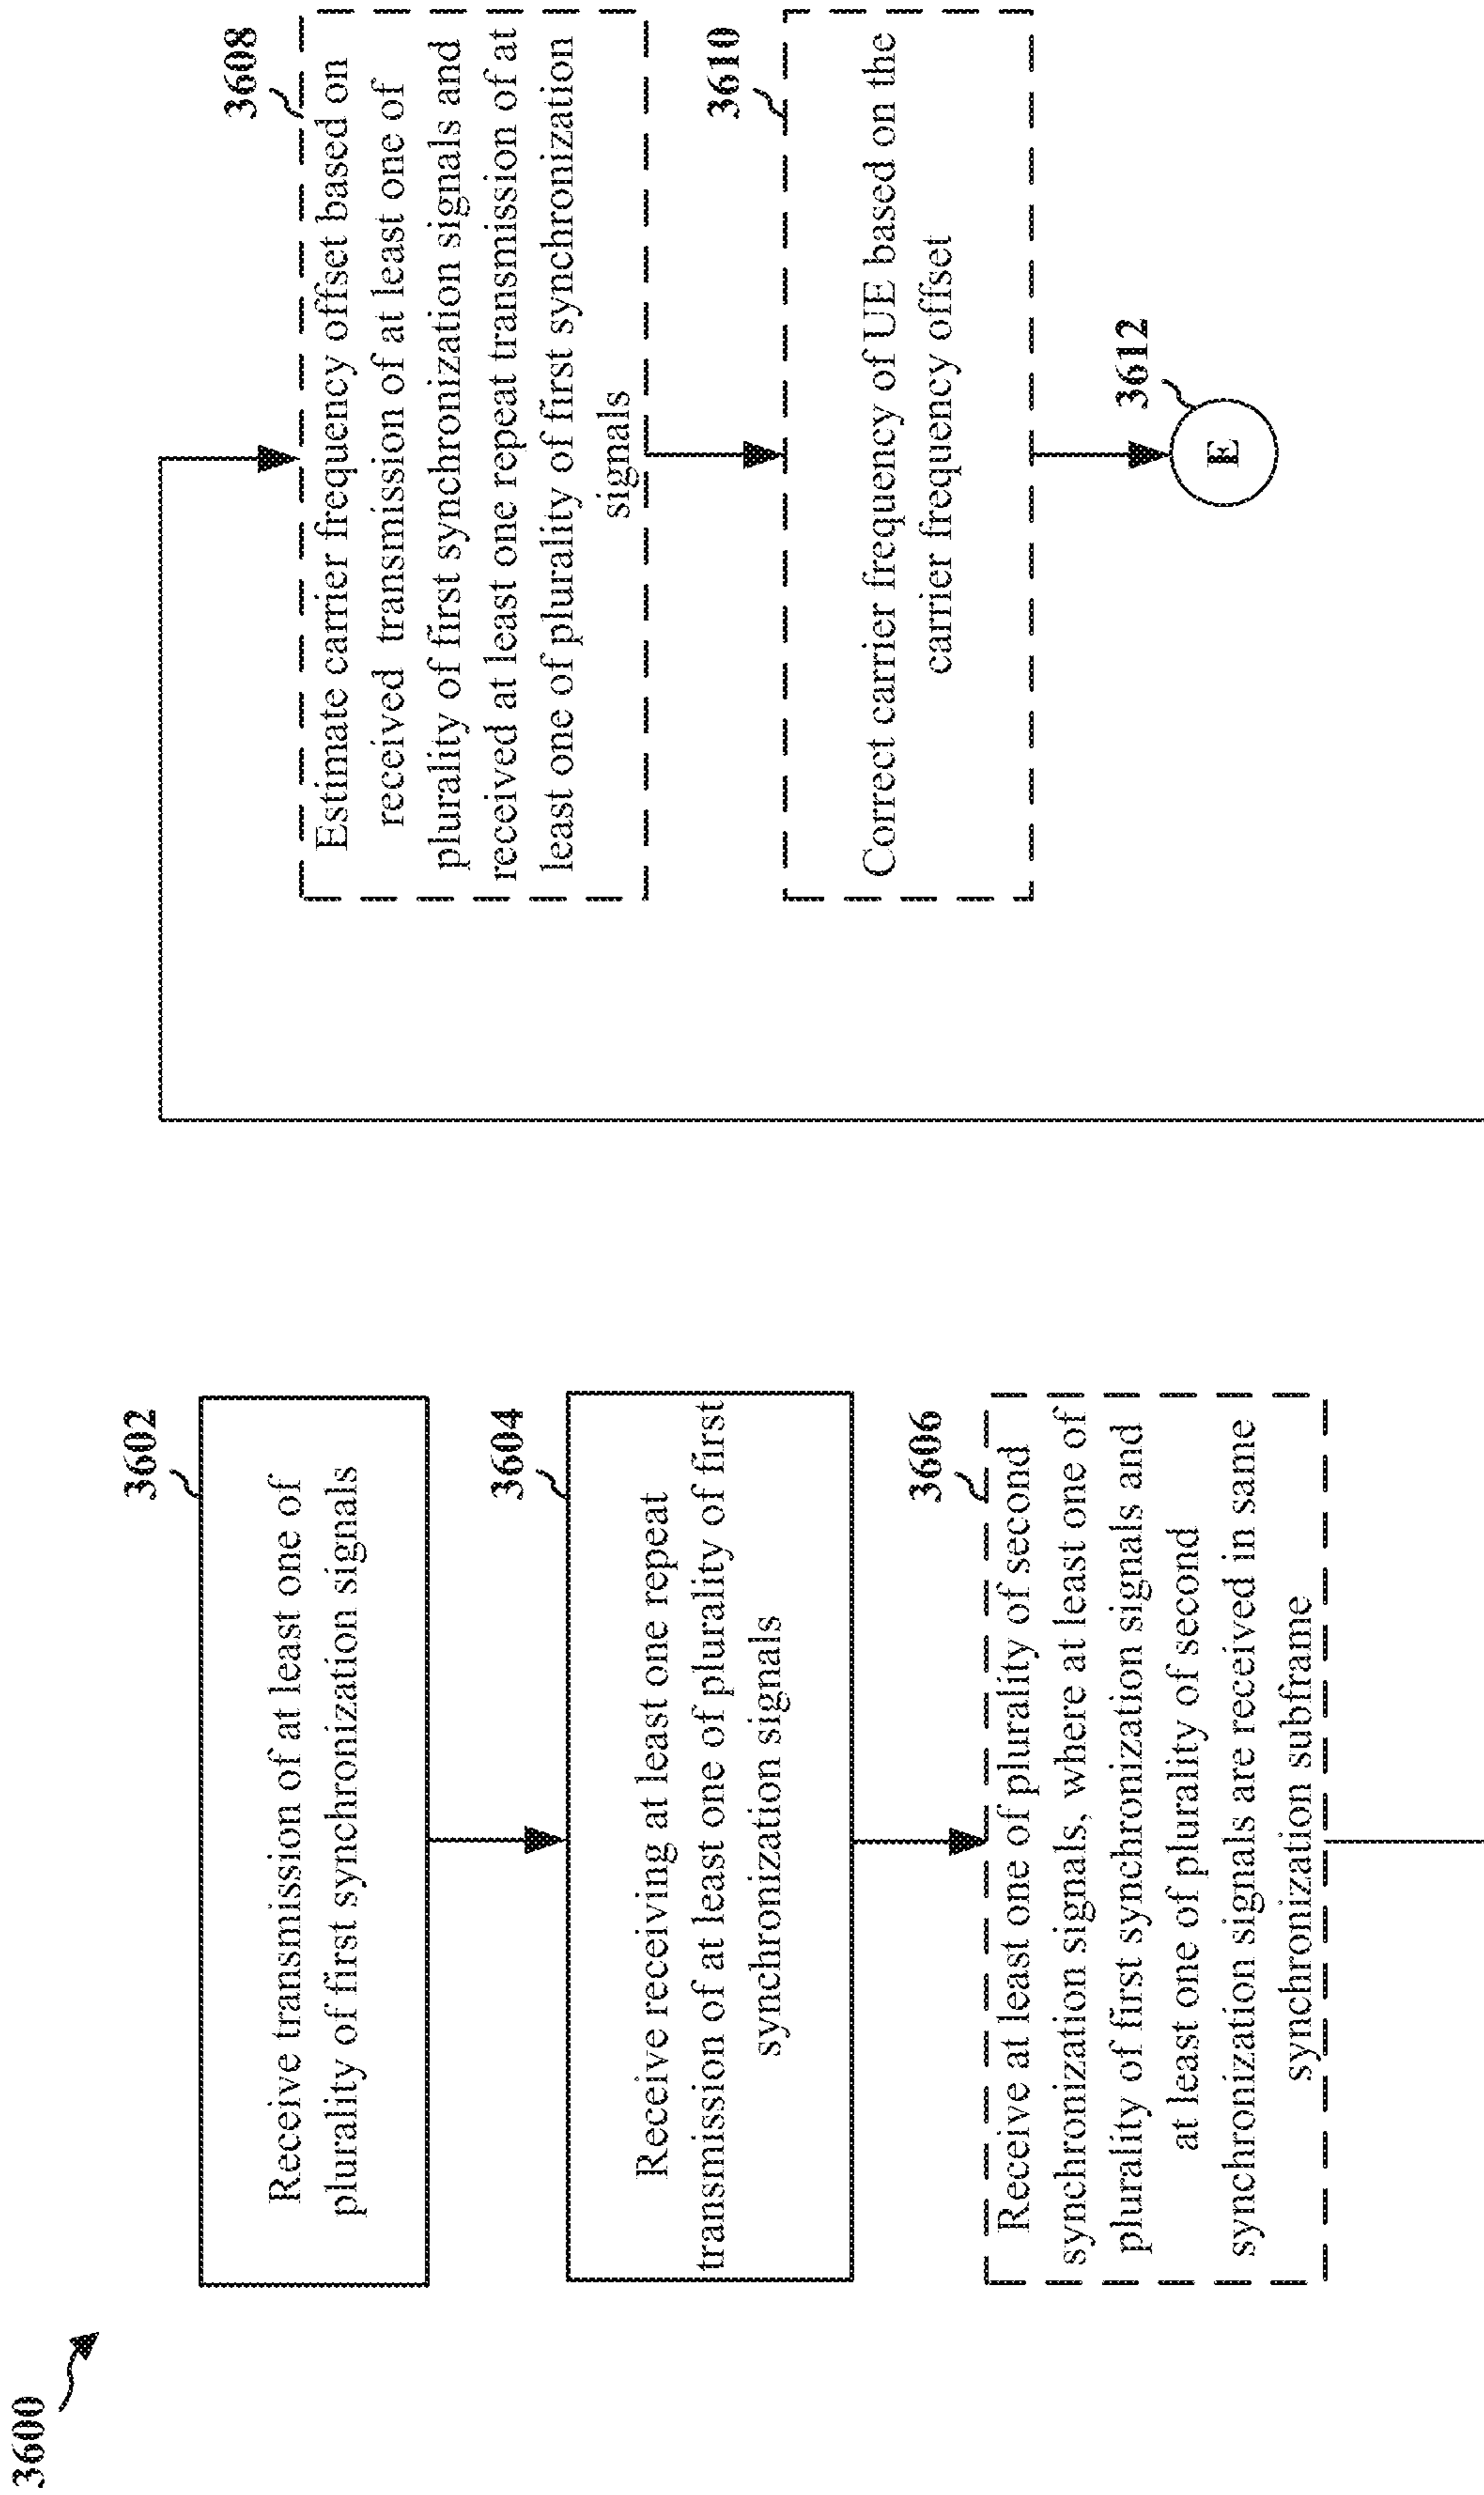 3600
3602
Receive transmission of at least one of
plurality of first synchronization signals
3604
Receive receiving at least one repeat
transmission of at least one of plurality of first
synchronization signals
3606
Receive at least one of plurality of second
synchronization signals, where at least one of
plurality of first synchronization signals and
at least one of plurality of second
synchronization signals are received in same
synchronization subframe
3608
Estimate carrier frequency offset based on
received transmission of at least one of
plurality of first synchronization signals and
received at least one repeat transmission of at
least one of plurality of first synchronization
signals
3610
Correct carrier frequency of UE based on the
carrier frequency offset
3612
E